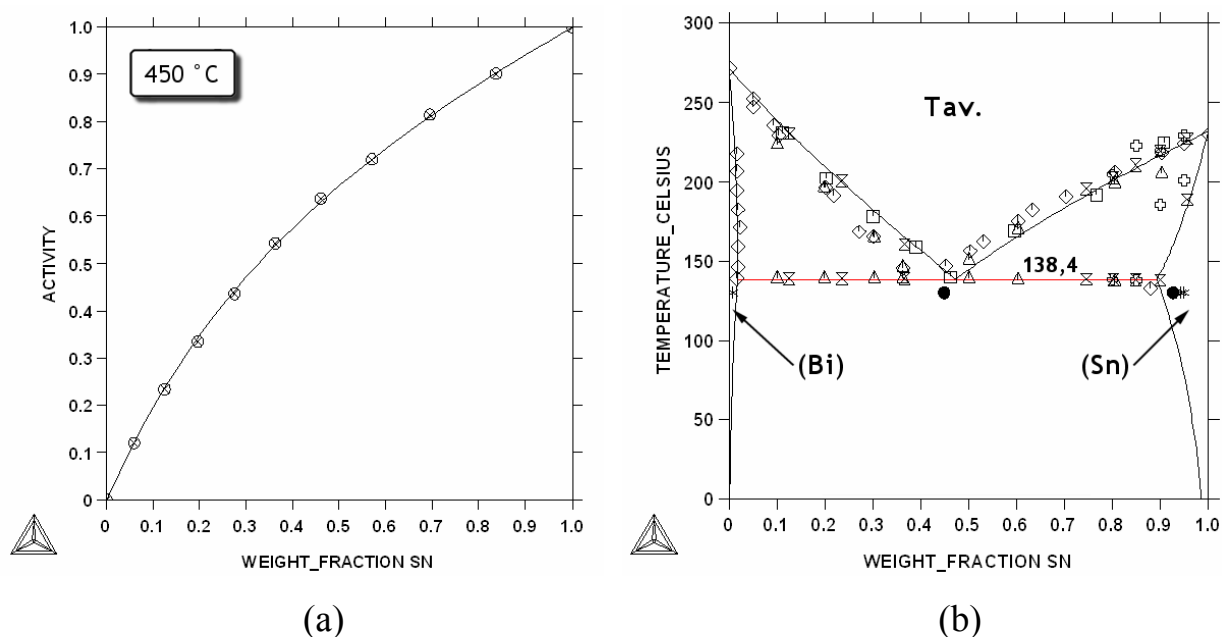 1.0
0.9
0.8
0.7
0.6
0.5
0.4
0.3
0.2
0.1
0
ACTIVITY
450 °C
0 0.1 0.2 0.3 0.4 0.5 0.6 0.7 0.8 0.9 1.0
WEIGHT_FRACTION SN
(a)
300
250
200
150
100
50
0
TEMPERATURE_CELSIUS
Tav.
138,4
(Bi)
(Sn)
0 0.1 0.2 0.3 0.4 0.5 0.6 0.7 0.8 0.9 1.0
WEIGHT_FRACTION SN
(b)